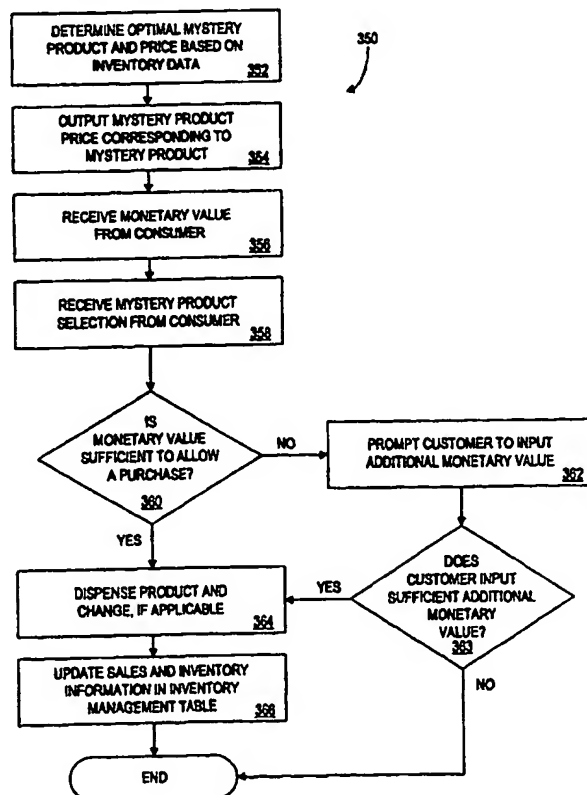 DETERMINE OPTIMAL MYSTERY
PRODUCT AND PRICE BASED ON
INVENTORY DATA
352
350
OUTPUT MYSTERY PRODUCT
PRICE CORRESPONDING TO
MYSTERY PRODUCT
354
RECEIVE MONETARY VALUE
FROM CONSUMER
356
RECEIVE MYSTERY PRODUCT
SELECTION FROM CONSUMER
358
IS
MONETARY VALUE
SUFFICIENT TO ALLOW
A PURCHASE?
360
NO
PROMPT CUSTOMER TO INPUT
ADDITIONAL MONETARY VALUE
362
YES
DOES
CUSTOMER INPUT
SUFFICIENT ADDITIONAL
MONETARY
VALUE?
363
YES
NO
DISPENSE PRODUCT AND
CHANGE, IF APPLICABLE
364
UPDATE SALES AND INVENTORY
INFORMATION IN INVENTORY
MANAGEMENT TABLE
366
END